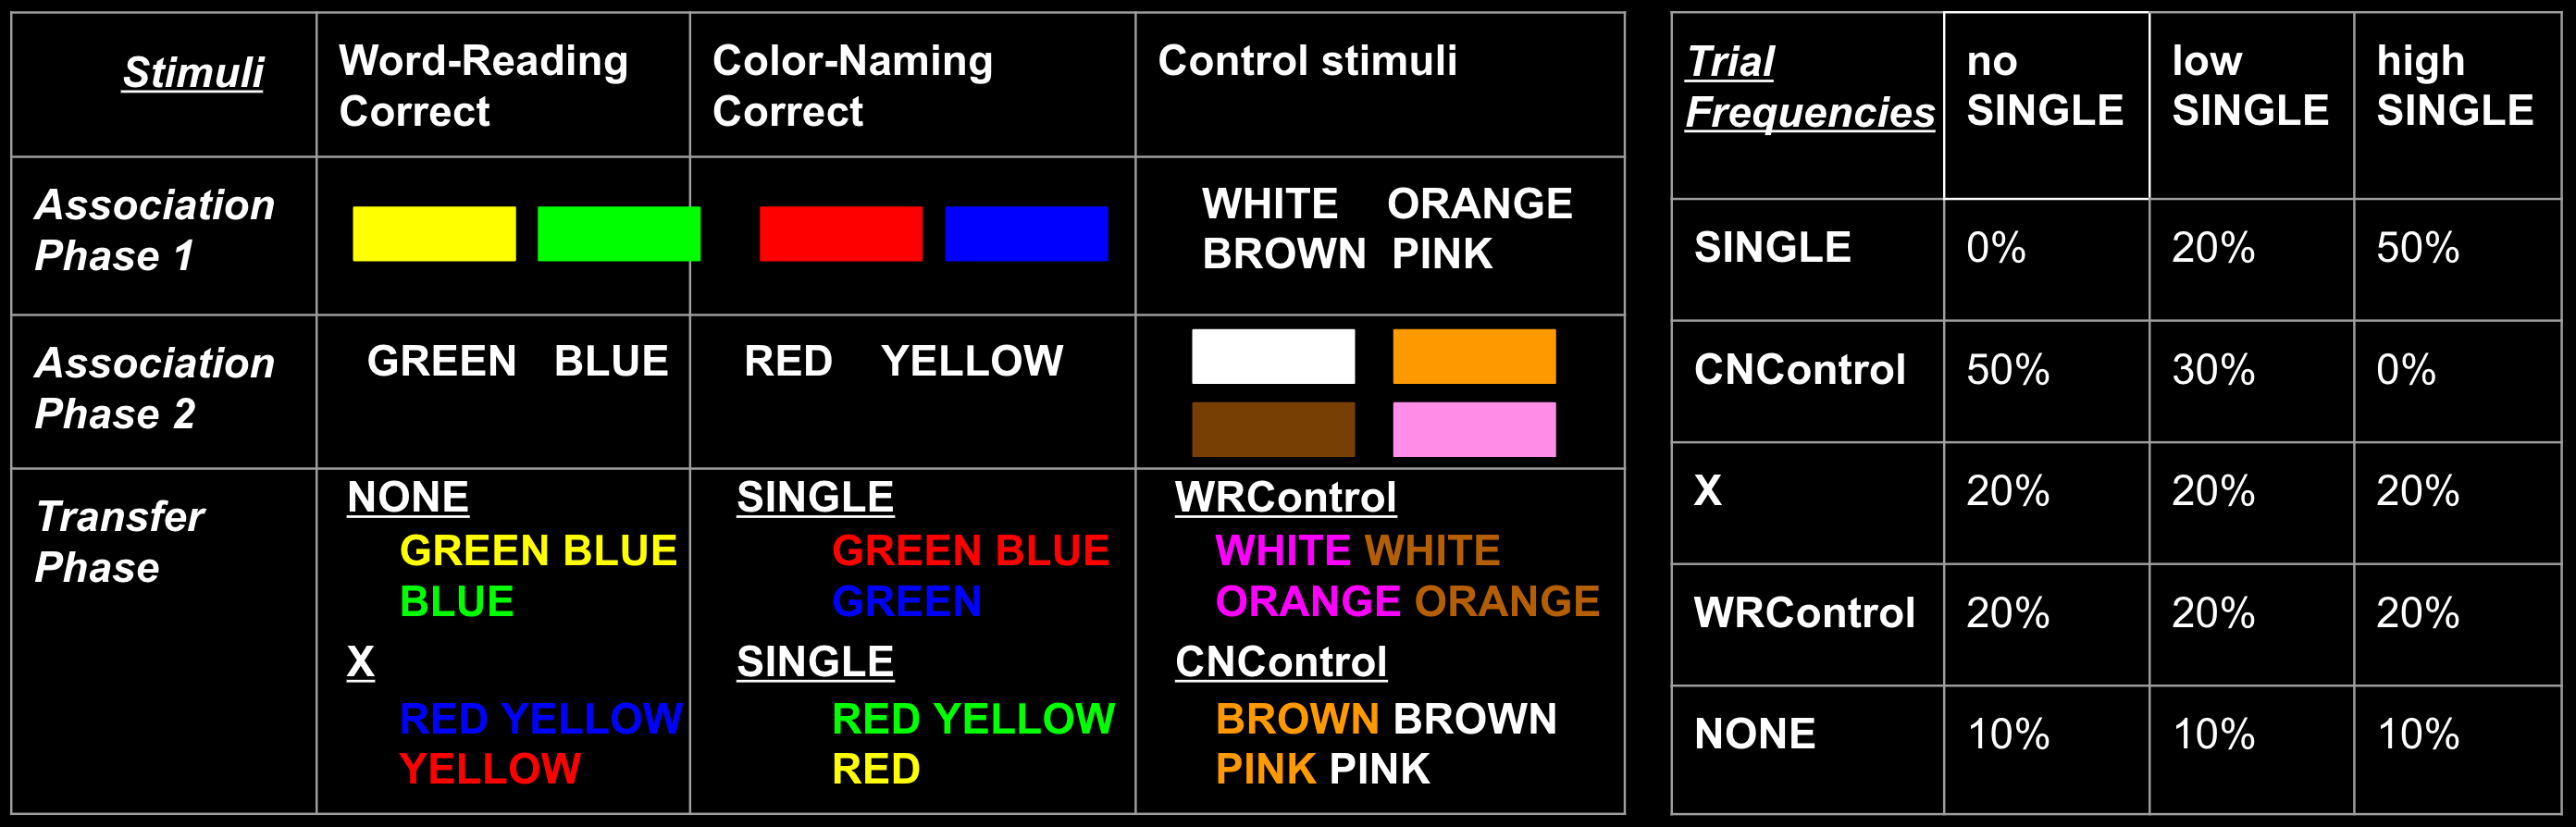 Stimuli
Word-Reading
Correct
Color-Naming
Correct
Control stimuli
Association
Phase 1
WHITE ORANGE
BROWN PINK
Association
Phase 2
GREEN BLUE
RED YELLOW
Transfer
Phase
NONE
GREEN BLUE
BLUE
X
RED YELLOW
YELLOW
SINGLE
GREEN BLUE
GREEN
SINGLE
RED YELLOW
RED
WRControl
WHITE WHITE
ORANGE ORANGE
CNControl
BROWN BROWN
PINK PINK
Trial
Frequencies
no
SINGLE
low
SINGLE
high
SINGLE
SINGLE 0% 20% 50%
CNControl 50% 30% 0%
X 20% 20% 20%
WRControl 20% 20% 20%
NONE 10% 10% 10%